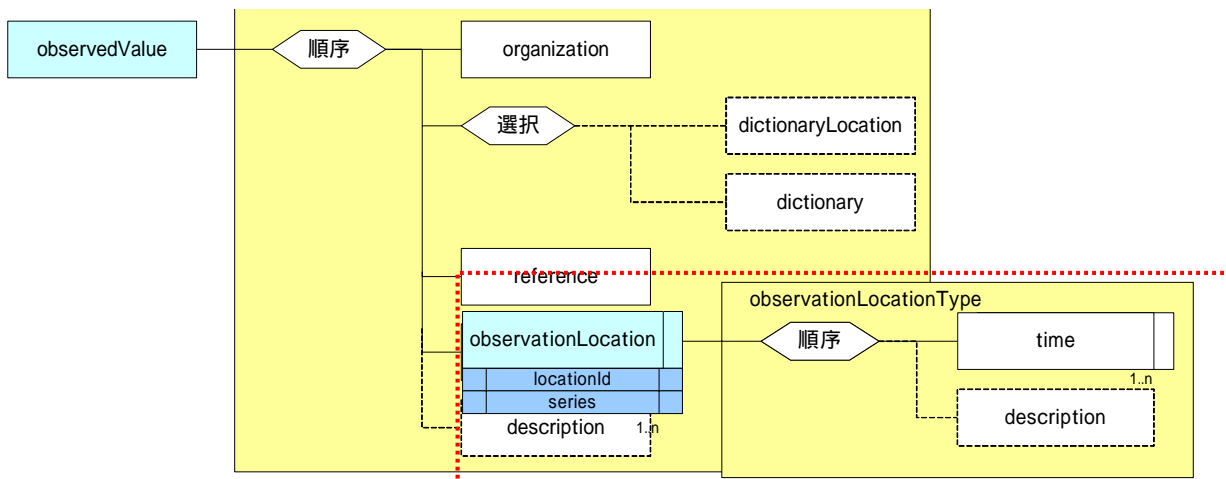 observedValue
順序
organization
選択
dictionaryLocation
dictionary
reference
observationLocationType
observationLocation
順序
time
locationId
1..n
series
description
1..n
description